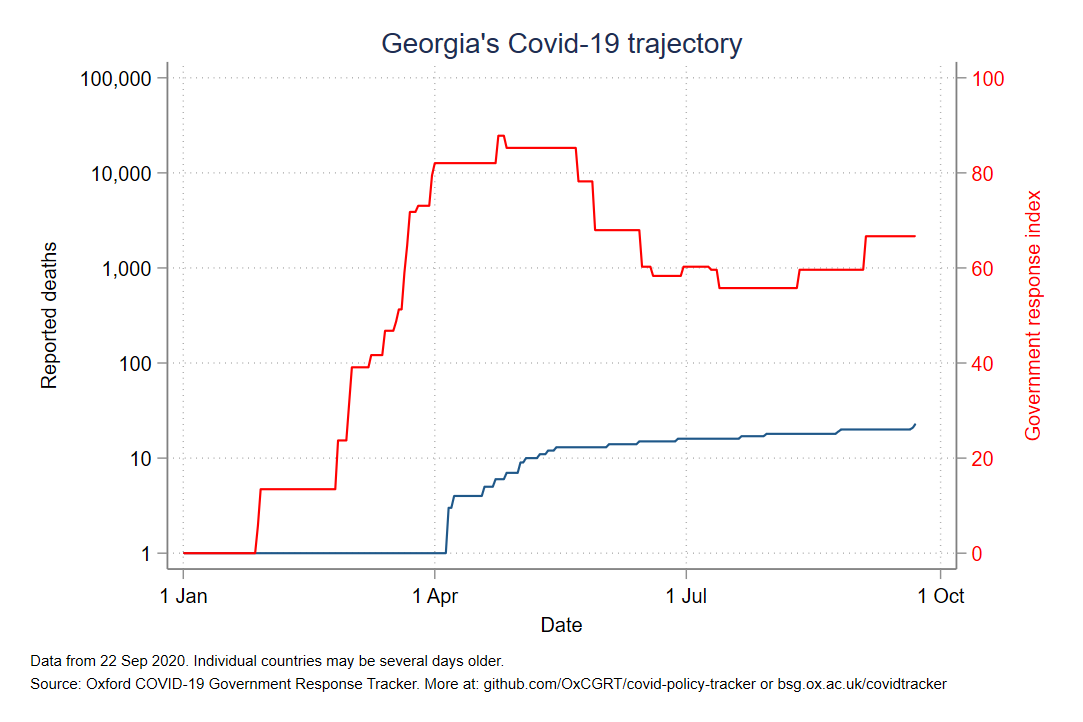 Georgia's Covid-19 trajectory
100,000
10,000
1,000
100
10
1
Reported deaths
100
80
60
40
20
0
Government response index
1 Jan
1 Apr
1 Jul
1 Oct
Date
Data from 22 Sep 2020. Individual countries may be several days older.
Source: Oxford COVID-19 Government Response Tracker. More at: github.com/OxCGRT/covid-policy-tracker or bsg.ox.ac.uk/covidtracker